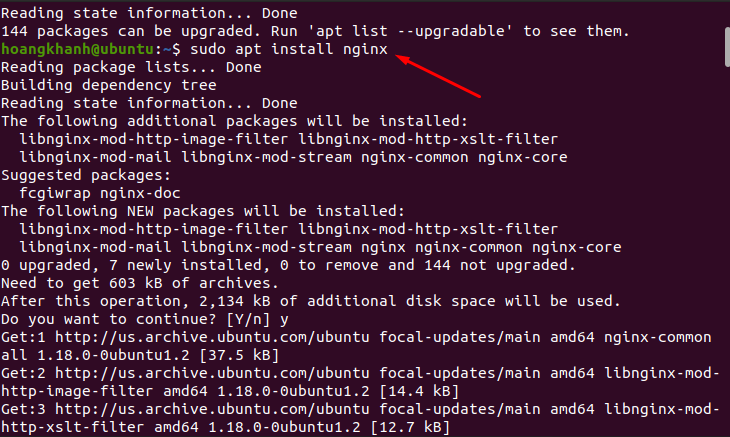 Reading state information... Done
144 packages can be upgraded. Run 'apt list --upgradable' to see them.
hoangkhanh@ubuntu:~$ sudo apt install nginx
Reading package lists... Done
Building dependency tree
Reading state information... Done
The following additional packages will be installed:
  libnginx-mod-http-image-filter libnginx-mod-http-xslt-filter
  libnginx-mod-mail libnginx-mod-stream nginx-common nginx-core
Suggested packages:
  fcgiwrap nginx-doc
The following NEW packages will be installed:
  libnginx-mod-http-image-filter libnginx-mod-http-xslt-filter
  libnginx-mod-mail libnginx-mod-stream nginx nginx-common nginx-core
0 upgraded, 7 newly installed, 0 to remove and 144 not upgraded.
Need to get 603 kB of archives.
After this operation, 2,134 kB of additional disk space will be used.
Do you want to continue? [Y/n] y
Get:1 http://us.archive.ubuntu.com/ubuntu focal-updates/main amd64 nginx-common
all 1.18.0-0ubuntu1.2 [37.5 kB]
Get:2 http://us.archive.ubuntu.com/ubuntu focal-updates/main amd64 libnginx-mod-
http-image-filter amd64 1.18.0-0ubuntu1.2 [14.4 kB]
Get:3 http://us.archive.ubuntu.com/ubuntu focal-updates/main amd64 libnginx-mod-
http-xslt-filter amd64 1.18.0-0ubuntu1.2 [12.7 kB]